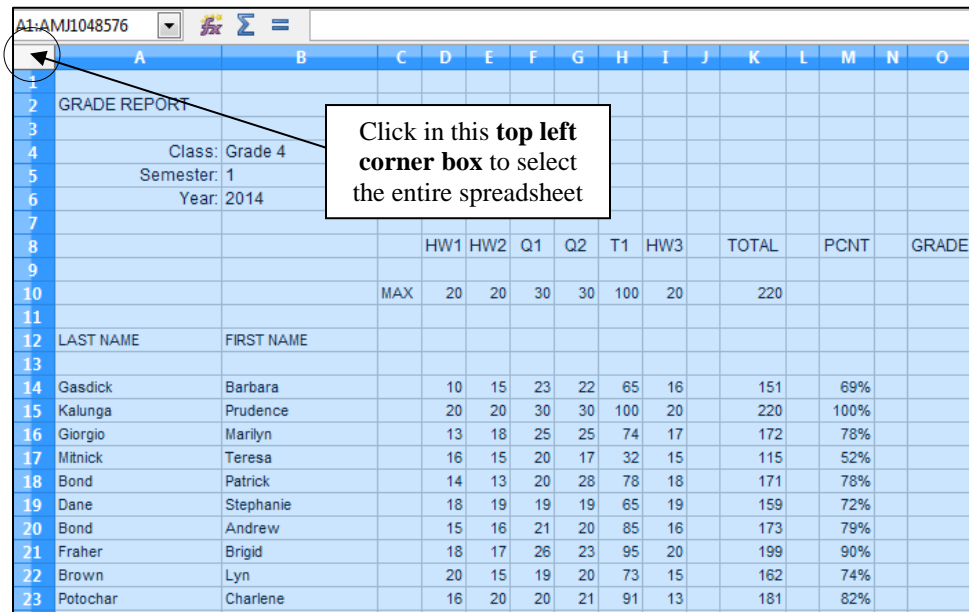 A1:AMJ1048576
A B C D E F G H I J K L M N O
1
2 GRADE REPORT
3
Click in this top left
corner box to select
the entire spreadsheet
4 Class: Grade 4
5 Semester: 1
6 Year: 2014
7
8 HW1 HW2 Q1 Q2 T1 HW3 TOTAL PCNT GRADE
9
10 MAX 20 20 30 30 100 20 220
11
12 LAST NAME FIRST NAME
13
14 Gasdick Barbara 10 15 23 22 65 16 151 69%
15 Kalunga Prudence 20 20 30 30 100 20 220 100%
16 Giorgio Marilyn 13 18 25 25 74 17 172 78%
17 Mitnick Teresa 16 15 20 17 32 15 115 52%
18 Bond Patrick 14 13 20 28 78 18 171 78%
19 Dane Stephanie 18 19 19 19 65 19 159 72%
20 Bond Andrew 15 16 21 20 85 16 173 79%
21 Fraher Brigid 18 17 26 23 95 20 199 90%
22 Brown Lyn 20 15 19 20 73 15 162 74%
23 Potochar Charlene 16 20 20 21 91 13 181 82%